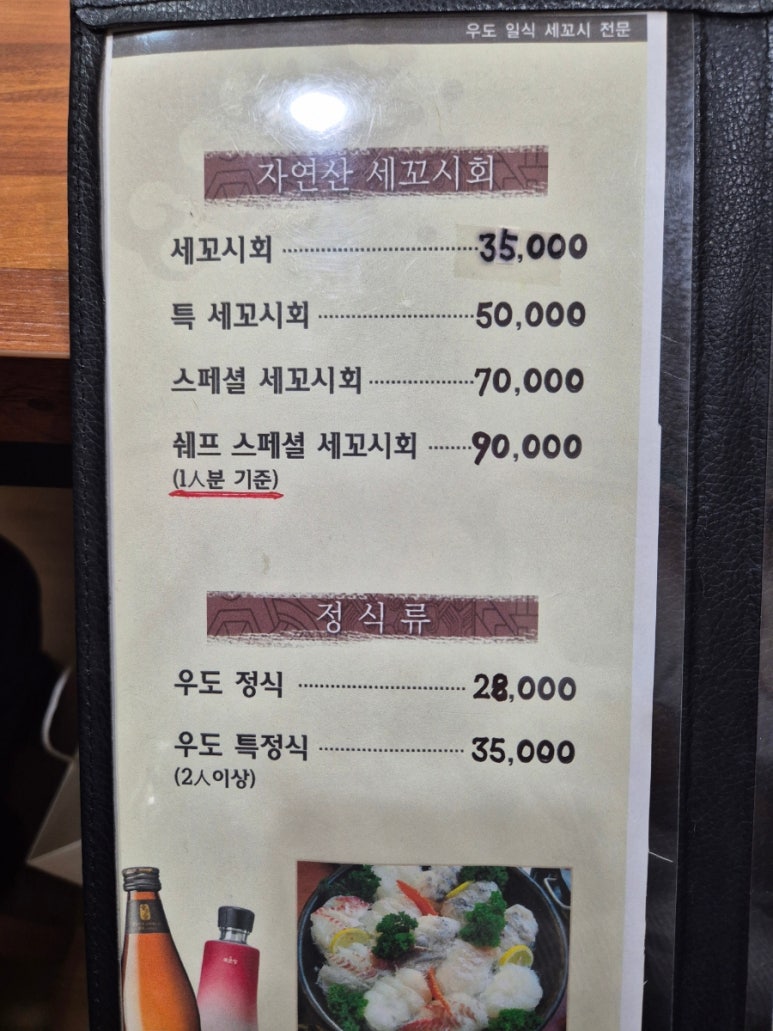 우도 일식 세꼬시 전문
자연산 세꼬시회
세꼬시회 35,000
특 세꼬시회 50,000
스페셜 세꼬시회 70,000
쉐프 스페셜 세꼬시회 90,000
(1人분 기준)
정식류
우도 정식 28,000
우도 특정식 35,000
(2人이상)